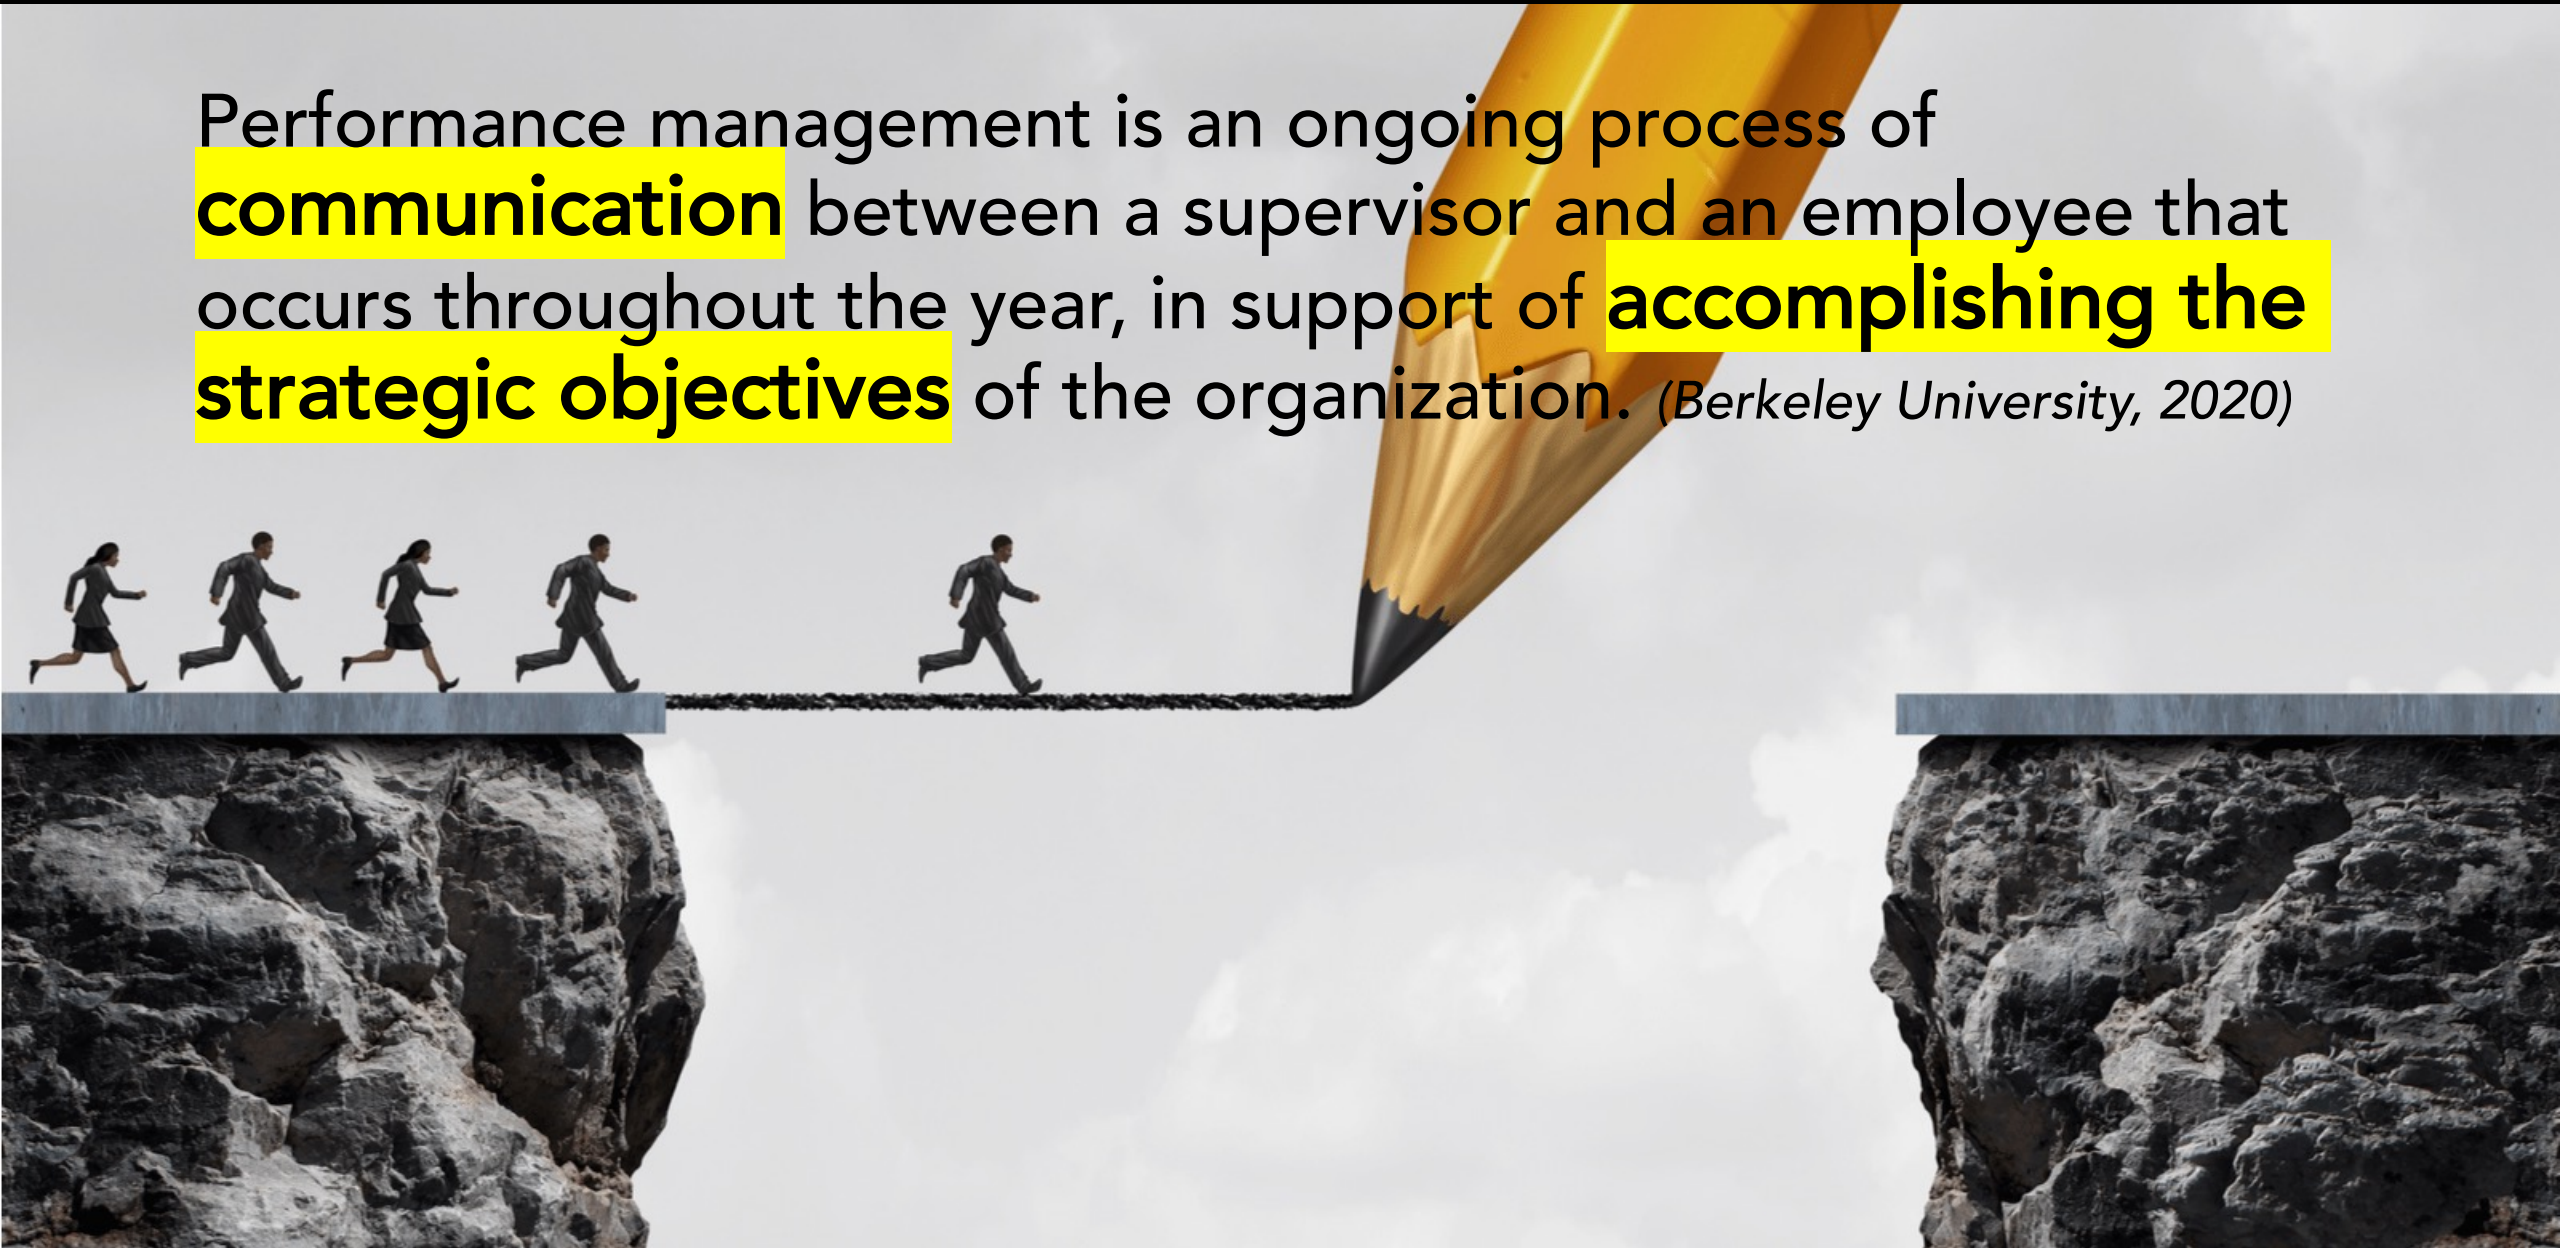 Performance management is an ongoing process of
communication between a supervisor and an employee that
occurs throughout the year, in support of accomplishing the
strategic objectives of the organization. (Berkeley University, 2020)